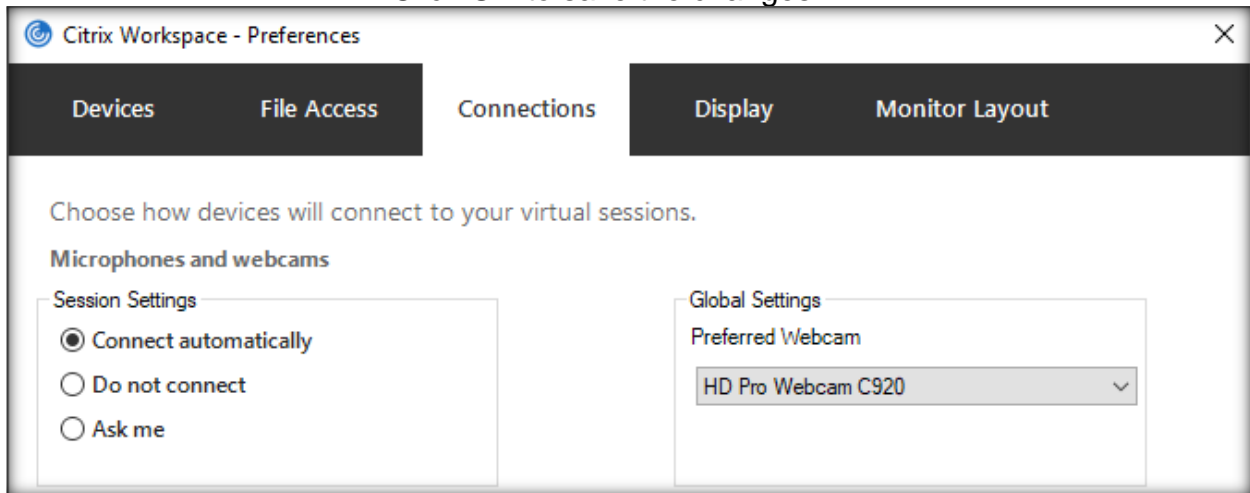 Citrix Workspace - Preferences
Devices File Access Connections Display Monitor Layout
Choose how devices will connect to your virtual sessions.
Microphones and webcams
Session Settings
Connect automatically
Do not connect
Ask me
Global Settings
Preferred Webcam
HD Pro Webcam C920